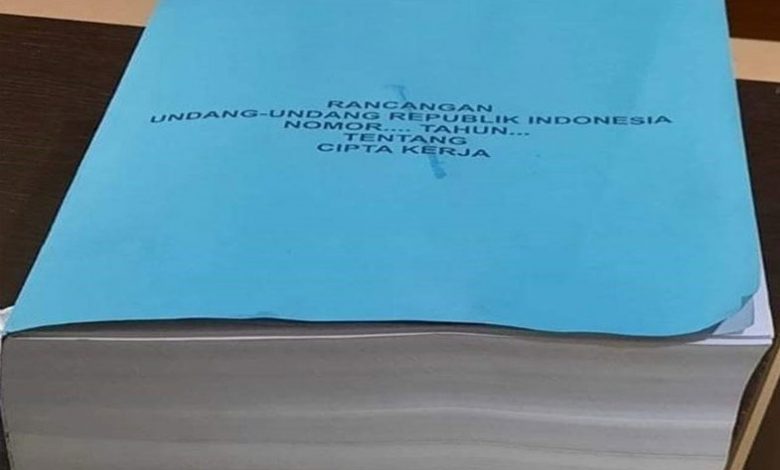 RANCANGAN
UNDANG-UNDANG REPUBLIK INDONESIA
NOMOR.... TAHUN...
TENTANG
CIPTA KERJA